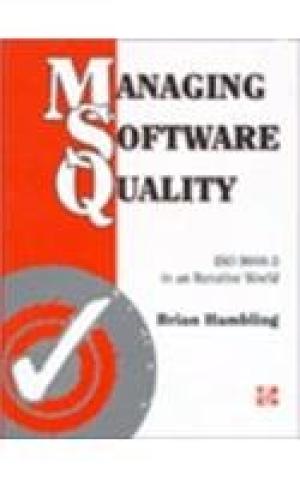 MANAGING
SOFTWARE
QUALITY
ISO 9000-3
in an Iterative World
Brian Hambling